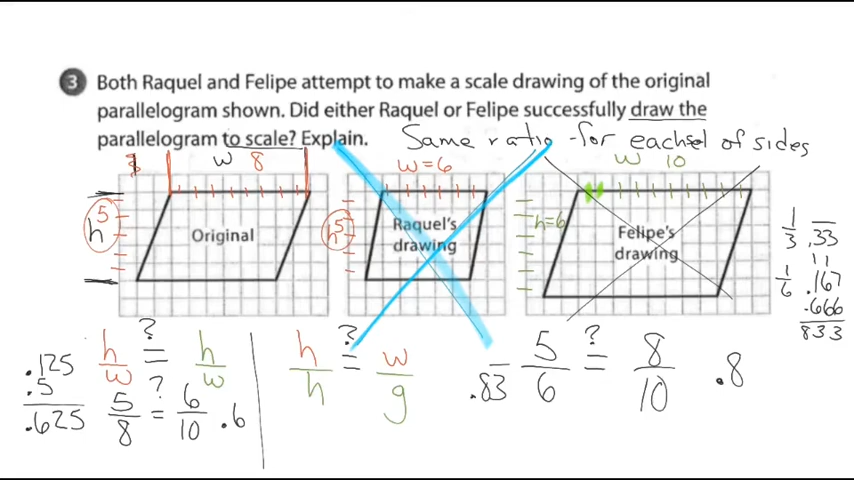 3 Both Raquel and Felipe attempt to make a scale drawing of the original
parallelogram shown. Did either Raquel or Felipe successfully draw the
parallelogram to scale? Explain. Same ratio for each set of sides
w 8
w=6
w 10
h 5
Original
h 5
Raquel's
drawing
h=6
Felipe's
drawing
1/3 .33
11
1/6 .167
.666
833
.125
.5
.625
h/w ?= h/w
5/8 ?= 6/10 .6
h/h ?= w/g
.83 5/6 ?= 8/10 .8